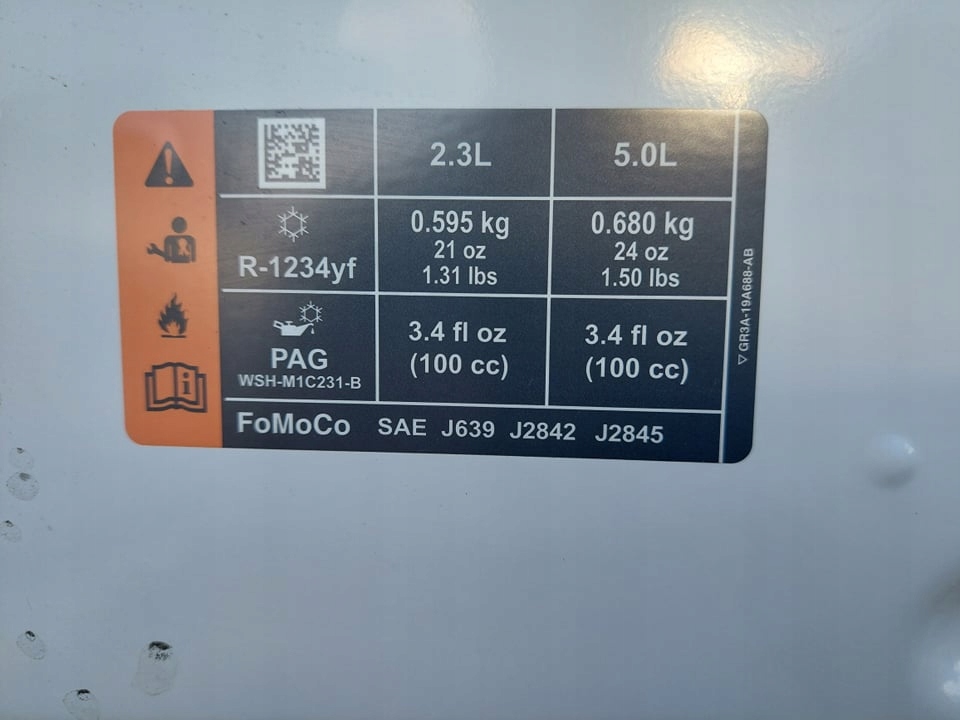 2.3L 5.0L
R-1234yf
0.595 kg
21 oz
1.31 lbs
0.680 kg
24 oz
1.50 lbs
PAG
WSH-M1C231-B
3.4 fl oz
(100 cc)
3.4 fl oz
(100 cc)
FoMoCo SAE J639 J2842 J2845
▽ GR3A-19A688-AB